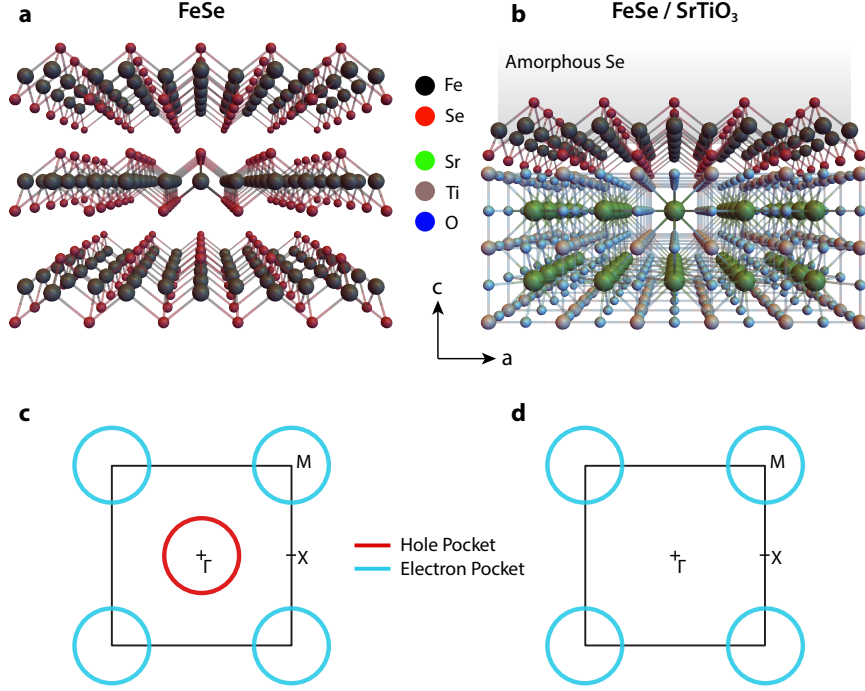 a
FeSe
b
FeSe / SrTiO₃
Amorphous Se
Fe
Se
Sr
Ti
O
c
a
c
d
M
M
Γ
X
Γ
X
Hole Pocket
Electron Pocket